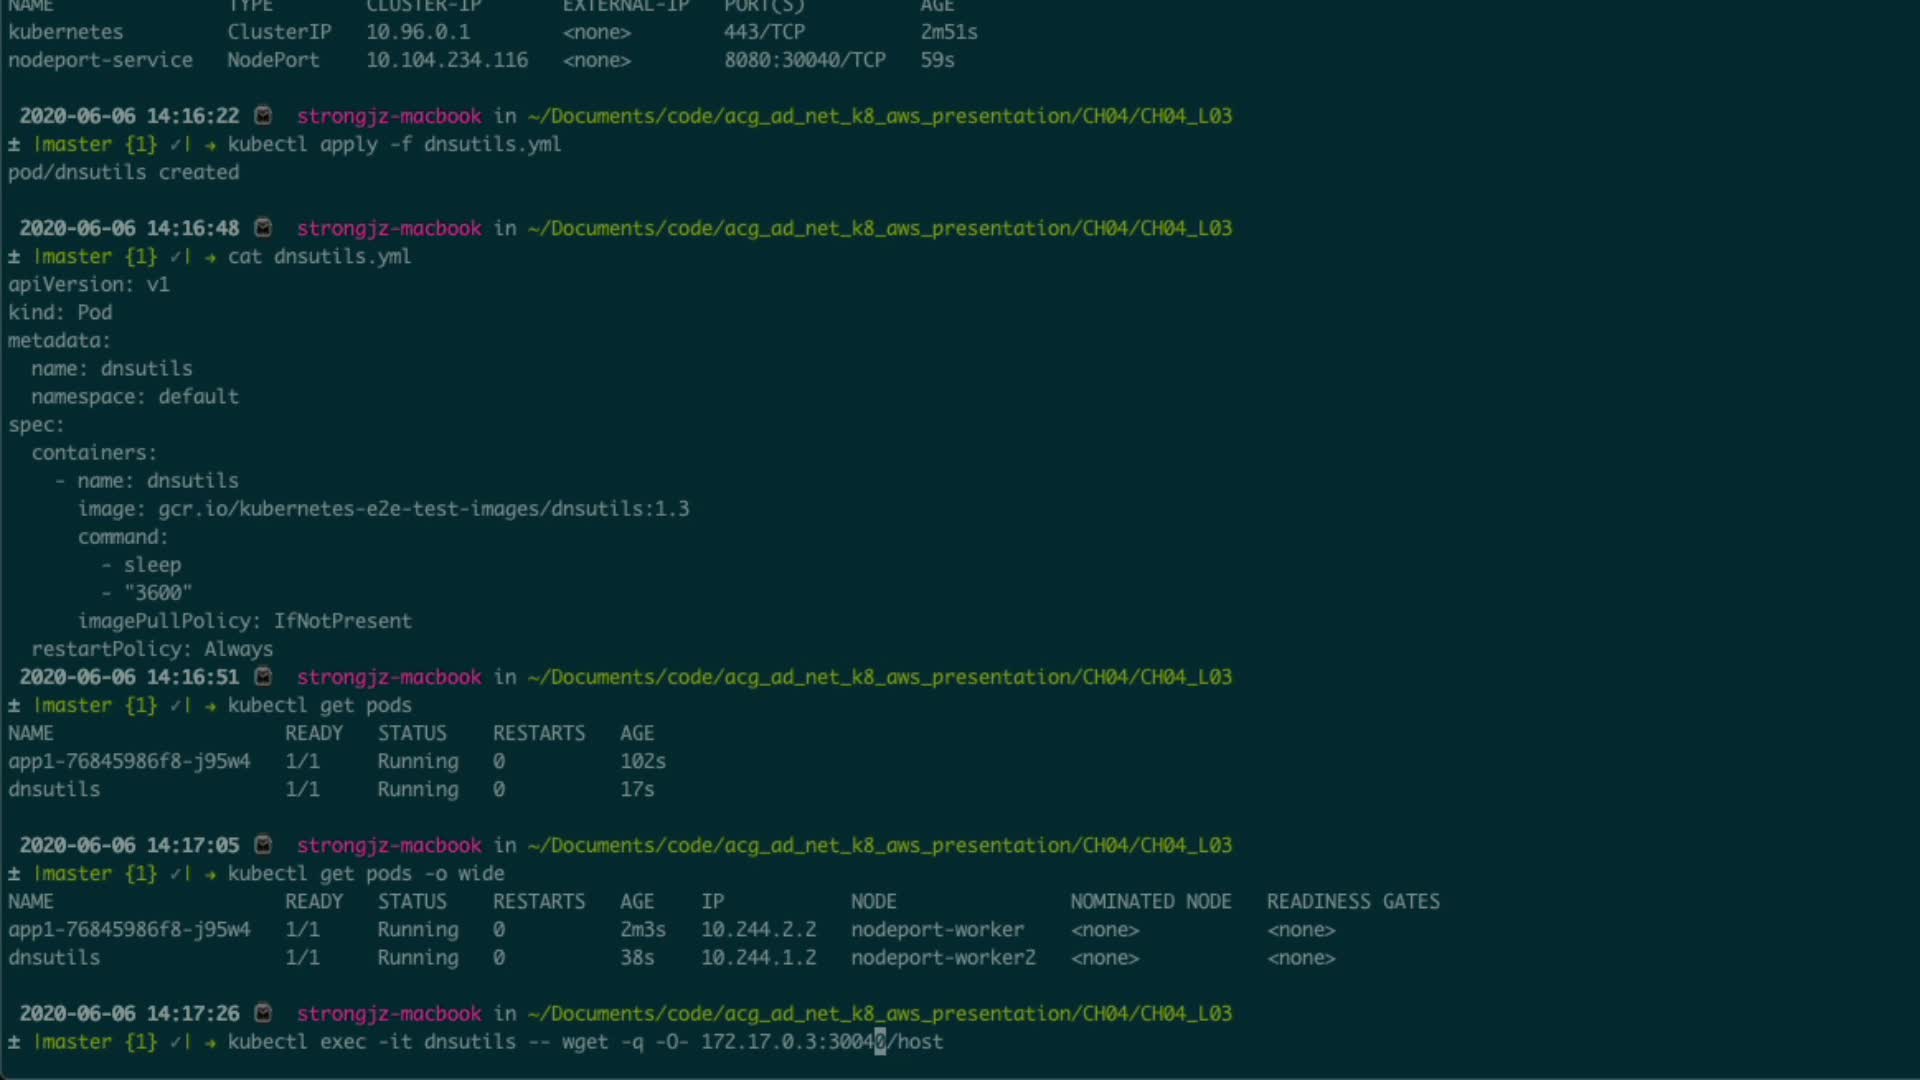 NAME TYPE CLUSTER-IP EXTERNAL-IP PORT(S) AGE
kubernetes ClusterIP 10.96.0.1 <none> 443/TCP 2m51s
nodeport-service NodePort 10.104.234.116 <none> 8080:30040/TCP 59s
2020-06-06 14:16:22 strongjz-macbook in ~/Documents/code/acg_ad_net_k8_aws_presentation/CH04/CH04_L03
± |master {1} ✓| → kubectl apply -f dnsutils.yml
pod/dnsutils created
2020-06-06 14:16:48 strongjz-macbook in ~/Documents/code/acg_ad_net_k8_aws_presentation/CH04/CH04_L03
± |master {1} ✓| → cat dnsutils.yml
apiVersion: v1
kind: Pod
metadata:
  name: dnsutils
  namespace: default
spec:
  containers:
    - name: dnsutils
      image: gcr.io/kubernetes-e2e-test-images/dnsutils:1.3
      command:
        - sleep
        - "3600"
      imagePullPolicy: IfNotPresent
  restartPolicy: Always
2020-06-06 14:16:51 strongjz-macbook in ~/Documents/code/acg_ad_net_k8_aws_presentation/CH04/CH04_L03
± |master {1} ✓| → kubectl get pods
NAME READY STATUS RESTARTS AGE
app1-76845986f8-j95w4 1/1 Running 0 102s
dnsutils 1/1 Running 0 17s
2020-06-06 14:17:05 strongjz-macbook in ~/Documents/code/acg_ad_net_k8_aws_presentation/CH04/CH04_L03
± |master {1} ✓| → kubectl get pods -o wide
NAME READY STATUS RESTARTS AGE IP NODE NOMINATED NODE READINESS GATES
app1-76845986f8-j95w4 1/1 Running 0 2m3s 10.244.2.2 nodeport-worker <none> <none>
dnsutils 1/1 Running 0 38s 10.244.1.2 nodeport-worker2 <none> <none>
2020-06-06 14:17:26 strongjz-macbook in ~/Documents/code/acg_ad_net_k8_aws_presentation/CH04/CH04_L03
± |master {1} ✓| → kubectl exec -it dnsutils -- wget -q -O- 172.17.0.3:30040/host